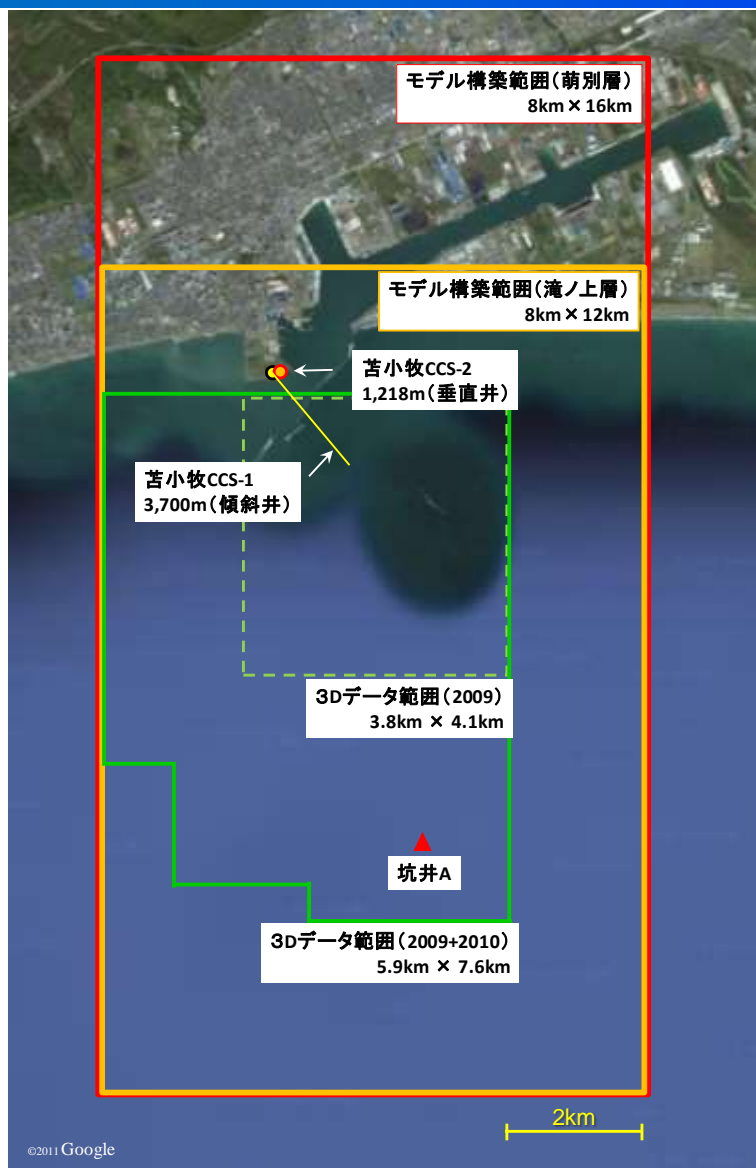 モデル構築範囲(萌別層)
8km×16km
モデル構築範囲(滝ノ上層)
8km×12km
苫小牧CCS-2
1,218m(垂直井)
苫小牧CCS-1
3,700m(傾斜井)
3Dデータ範囲(2009)
3.8km × 4.1km
坑井A
3Dデータ範囲(2009+2010)
5.9km × 7.6km
2km
©2011 Google